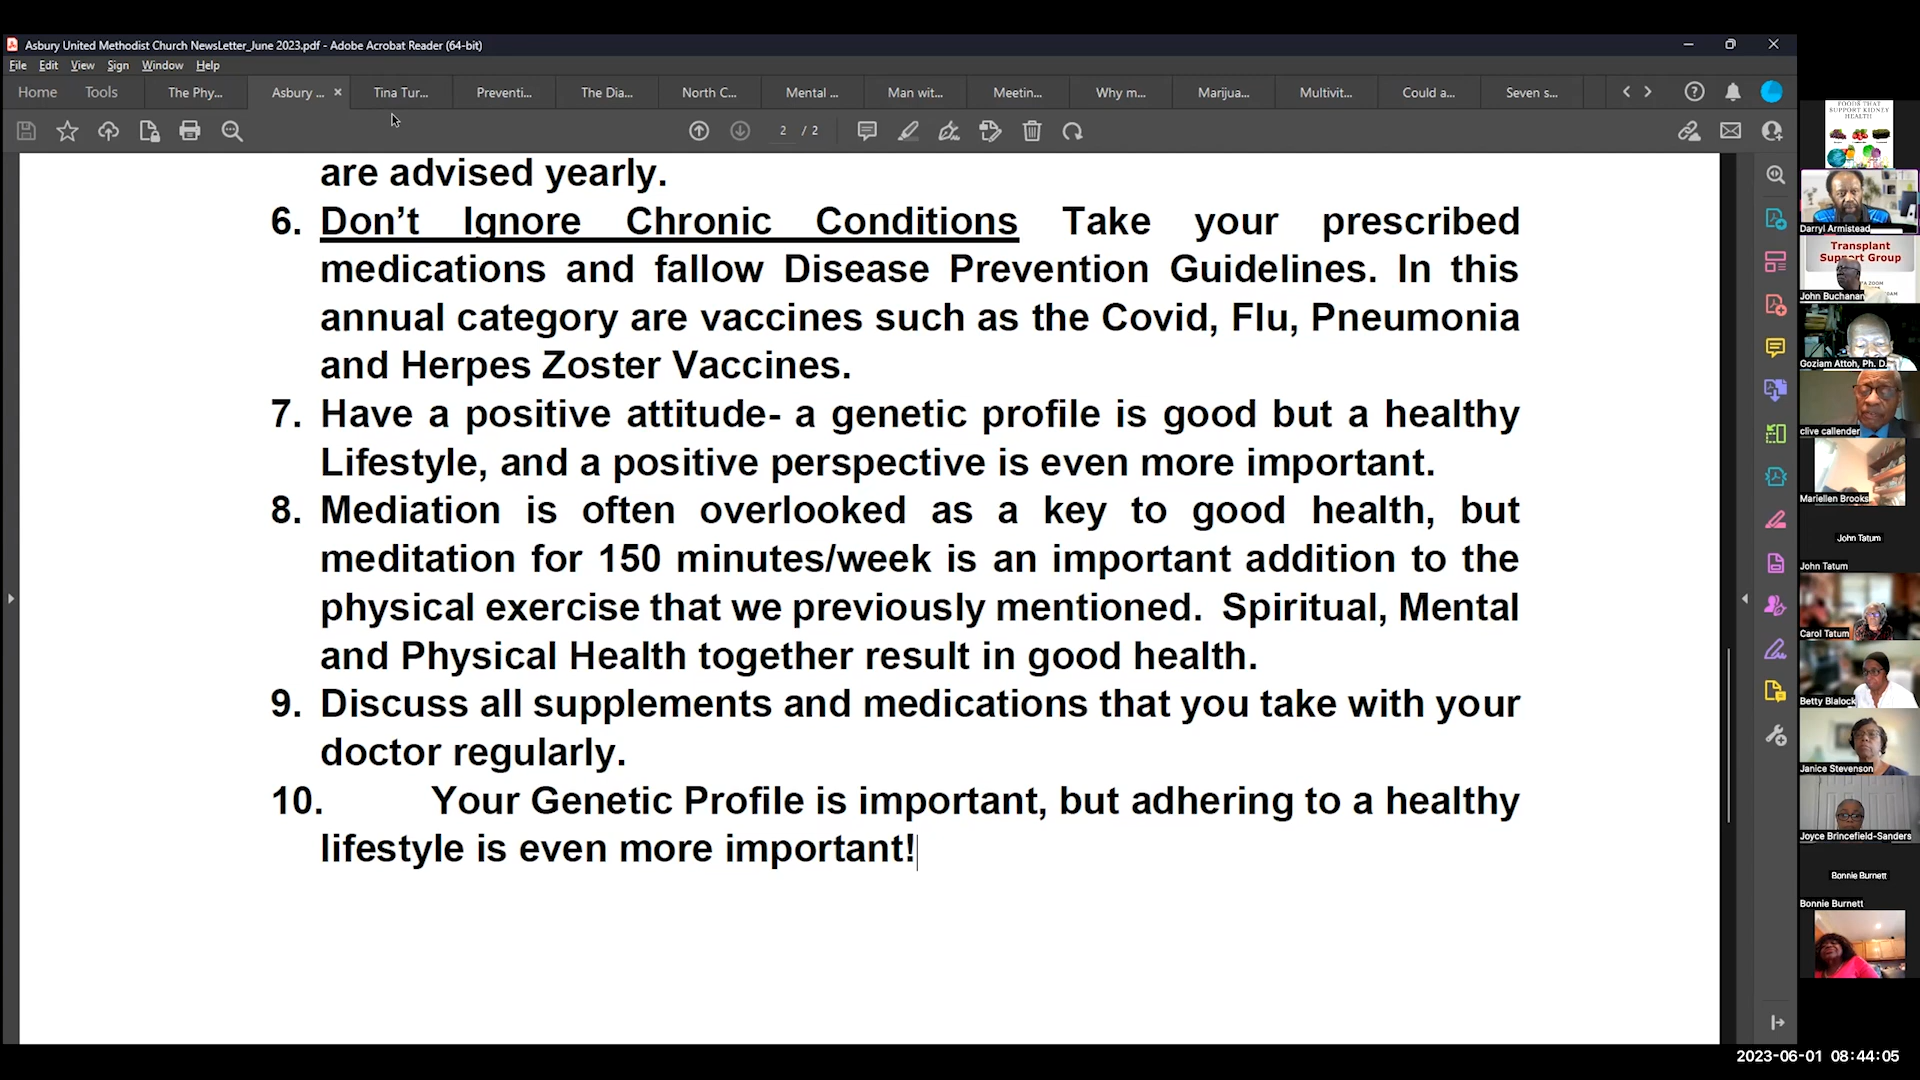 Asbury United Methodist Church NewsLetter_June 2023.pdf - Adobe Acrobat Reader (64-bit)
File Edit View Sign Window Help
Home Tools The Phy... Asbury ... Tina Tur... Preventi... The Dia... North C... Mental ... Man wit... Meetin... Why m... Marijua... Multivit... Could a... Seven s...
2 / 2
are advised yearly.
6. Don’t Ignore Chronic Conditions Take your prescribed
medications and fallow Disease Prevention Guidelines. In this
annual category are vaccines such as the Covid, Flu, Pneumonia
and Herpes Zoster Vaccines.
7. Have a positive attitude- a genetic profile is good but a healthy
Lifestyle, and a positive perspective is even more important.
8. Mediation is often overlooked as a key to good health, but
meditation for 150 minutes/week is an important addition to the
physical exercise that we previously mentioned. Spiritual, Mental
and Physical Health together result in good health.
9. Discuss all supplements and medications that you take with your
doctor regularly.
10. Your Genetic Profile is important, but adhering to a healthy
lifestyle is even more important!
FOODS THAT
SUPPORT KIDNEY
HEALTH
Darryl Armistead
Transplant
Support Group
ZOOM
John Buchanan
Goziam Attoh, Ph. D.
clive callender
Mariellen Brooks
John Tatum
John Tatum
Carol Tatum
Betty Blalock
Janice Stevenson
Joyce Brincefield-Sanders
Bonnie Burnett
Bonnie Burnett
2023-06-01 08:44:05